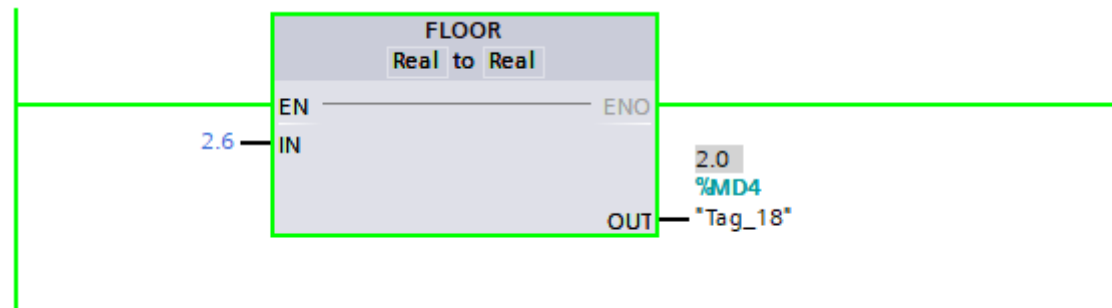 FLOOR
Real to Real
EN ENO
2.6 IN
2.0
%MD4
OUT "Tag_18"